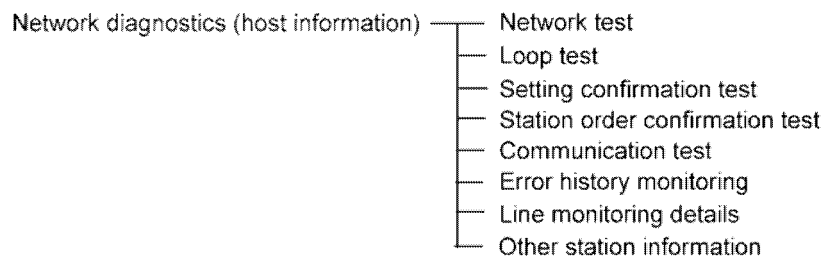 Network diagnostics (host information) Network test
Loop test
Setting confirmation test
Station order confirmation test
Communication test
Error history monitoring
Line monitoring details
Other station information